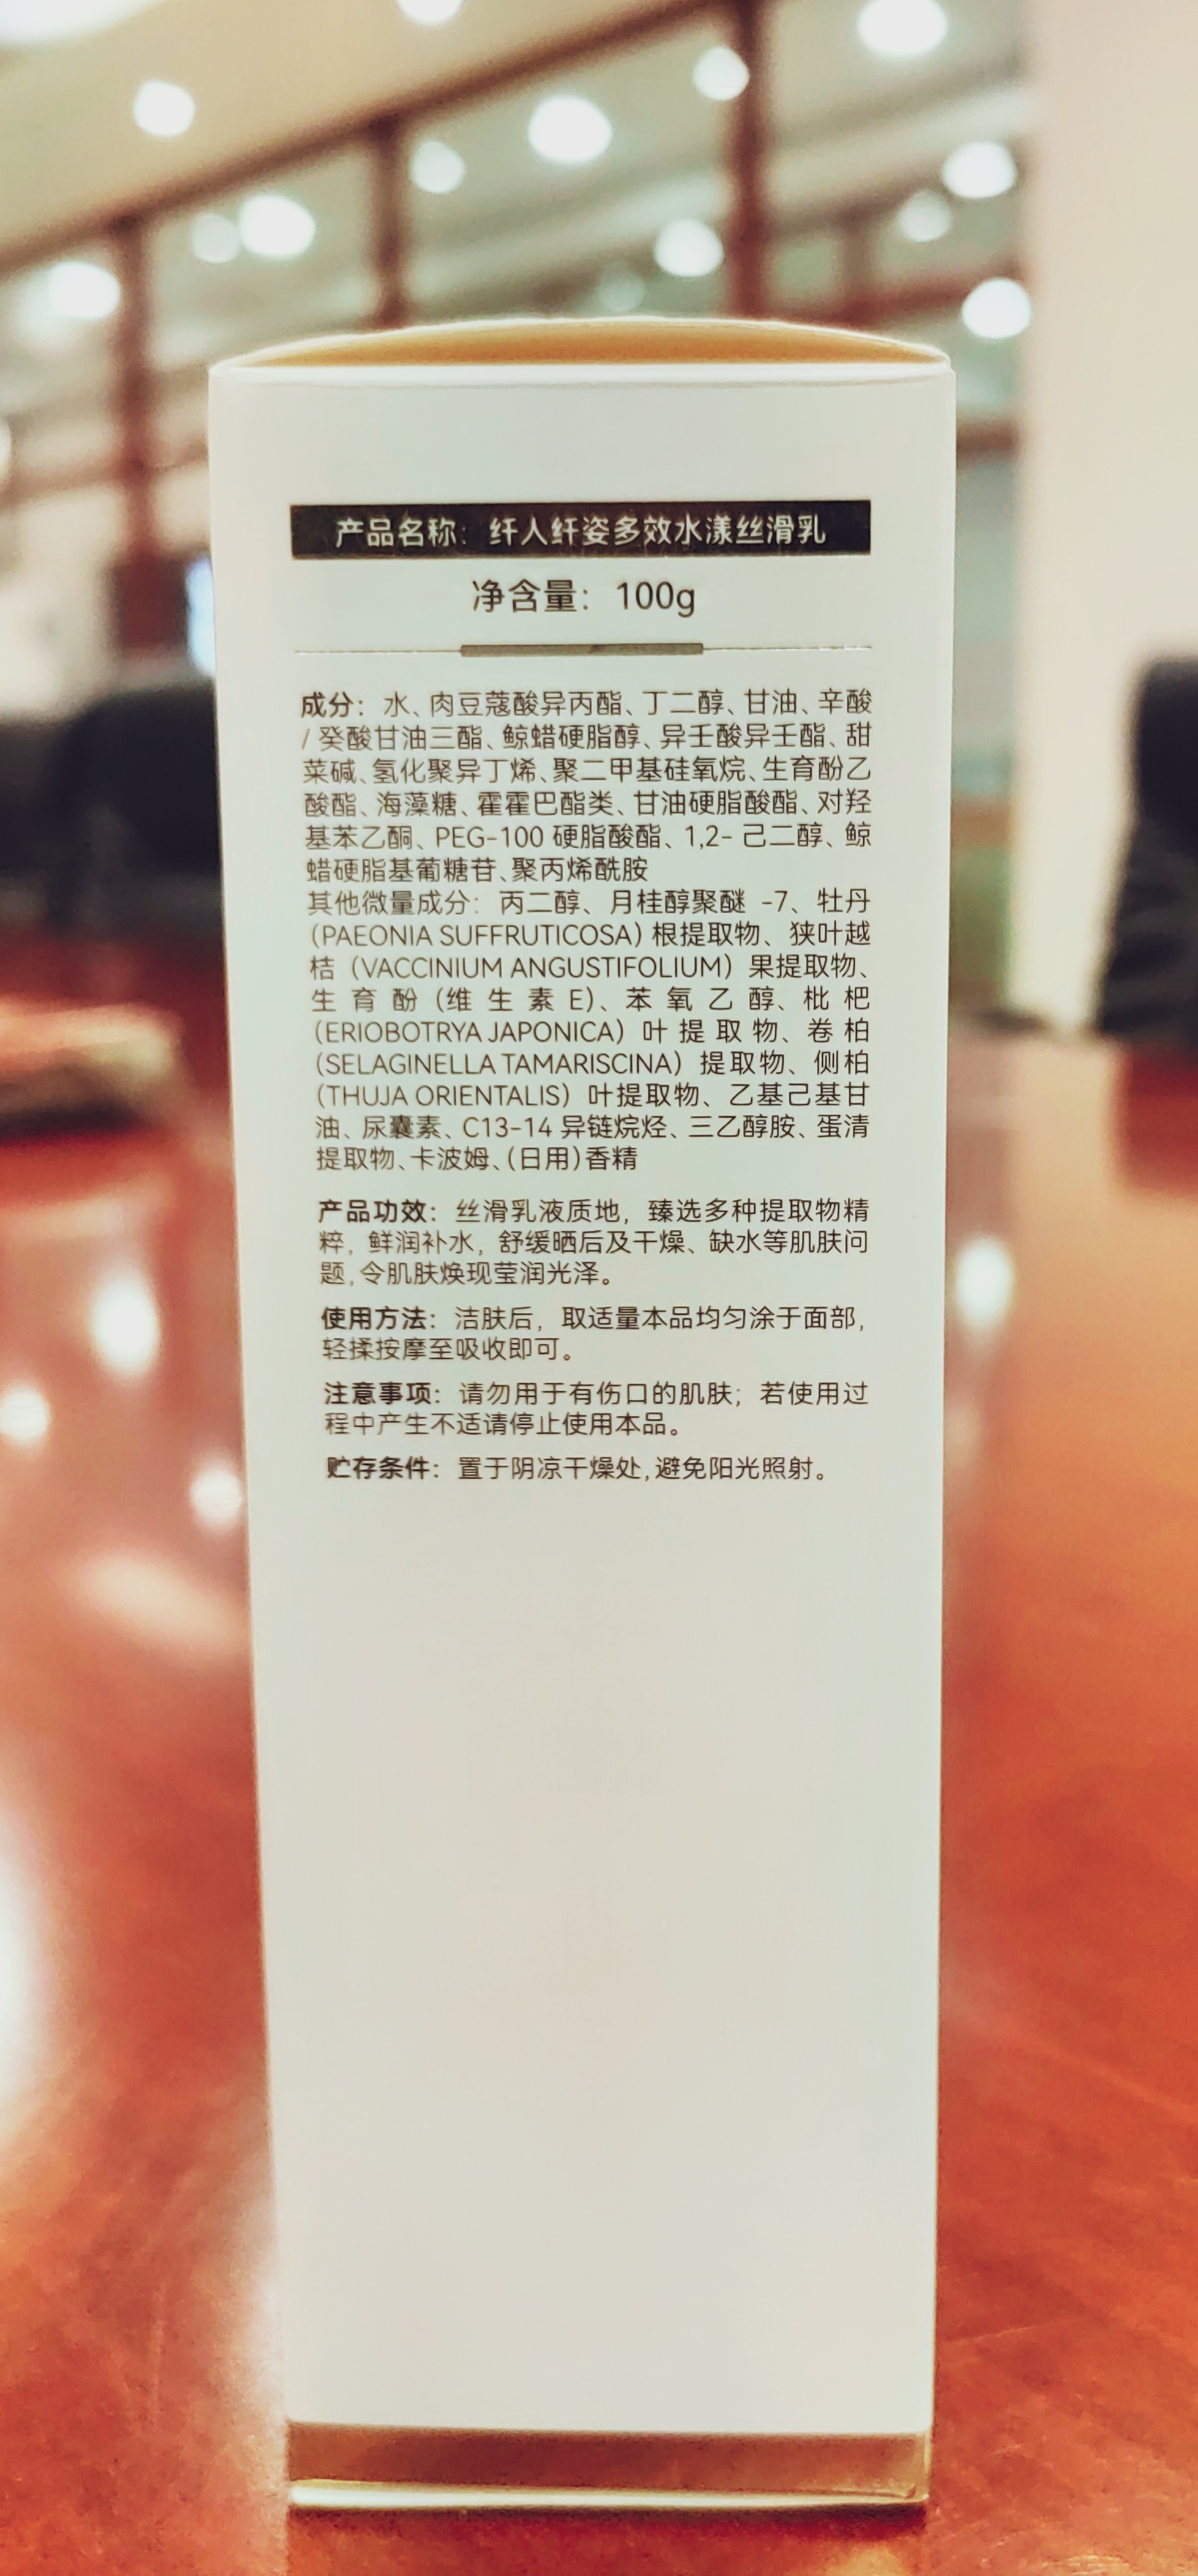 产品名称：纤人纤姿多效水漾丝滑乳
净含量：100g
成分：水、肉豆蔻酸异丙酯、丁二醇、甘油、辛酸
/癸酸甘油三酯、鲸蜡硬脂醇、异壬酸异壬酯、甜
菜碱、氢化聚异丁烯、聚二甲基硅氧烷、生育酚乙
酸酯、海藻糖、霍霍巴酯类、甘油硬脂酸酯、对羟
基苯乙酮、PEG-100 硬脂酸酯、1,2- 己二醇、鲸
蜡硬脂基葡糖苷、聚丙烯酰胺
其他微量成分：丙二醇、月桂醇聚醚 -7、牡丹
(PAEONIA SUFFRUTICOSA) 根提取物、狭叶越
桔（VACCINIUM ANGUSTIFOLIUM）果提取物、
生育酚(维生素E)、苯氧乙醇、枇杷
(ERIOBOTRYA JAPONICA）叶提取物、卷柏
(SELAGINELLA TAMARISCINA）提取物、侧柏
(THUJA ORIENTALIS）叶提取物、乙基己基甘
油、尿囊素、C13-14 异链烷烃、三乙醇胺、蛋清
提取物、卡波姆、(日用)香精
产品功效：丝滑乳液质地，臻选多种提取物精
粹，鲜润补水，舒缓晒后及干燥、缺水等肌肤问
题，令肌肤焕现莹润光泽。
使用方法：洁肤后，取适量本品均匀涂于面部，
轻揉按摩至吸收即可。
注意事项：请勿用于有伤口的肌肤；若使用过
程中产生不适请停止使用本品。
贮存条件：置于阴凉干燥处，避免阳光照射。